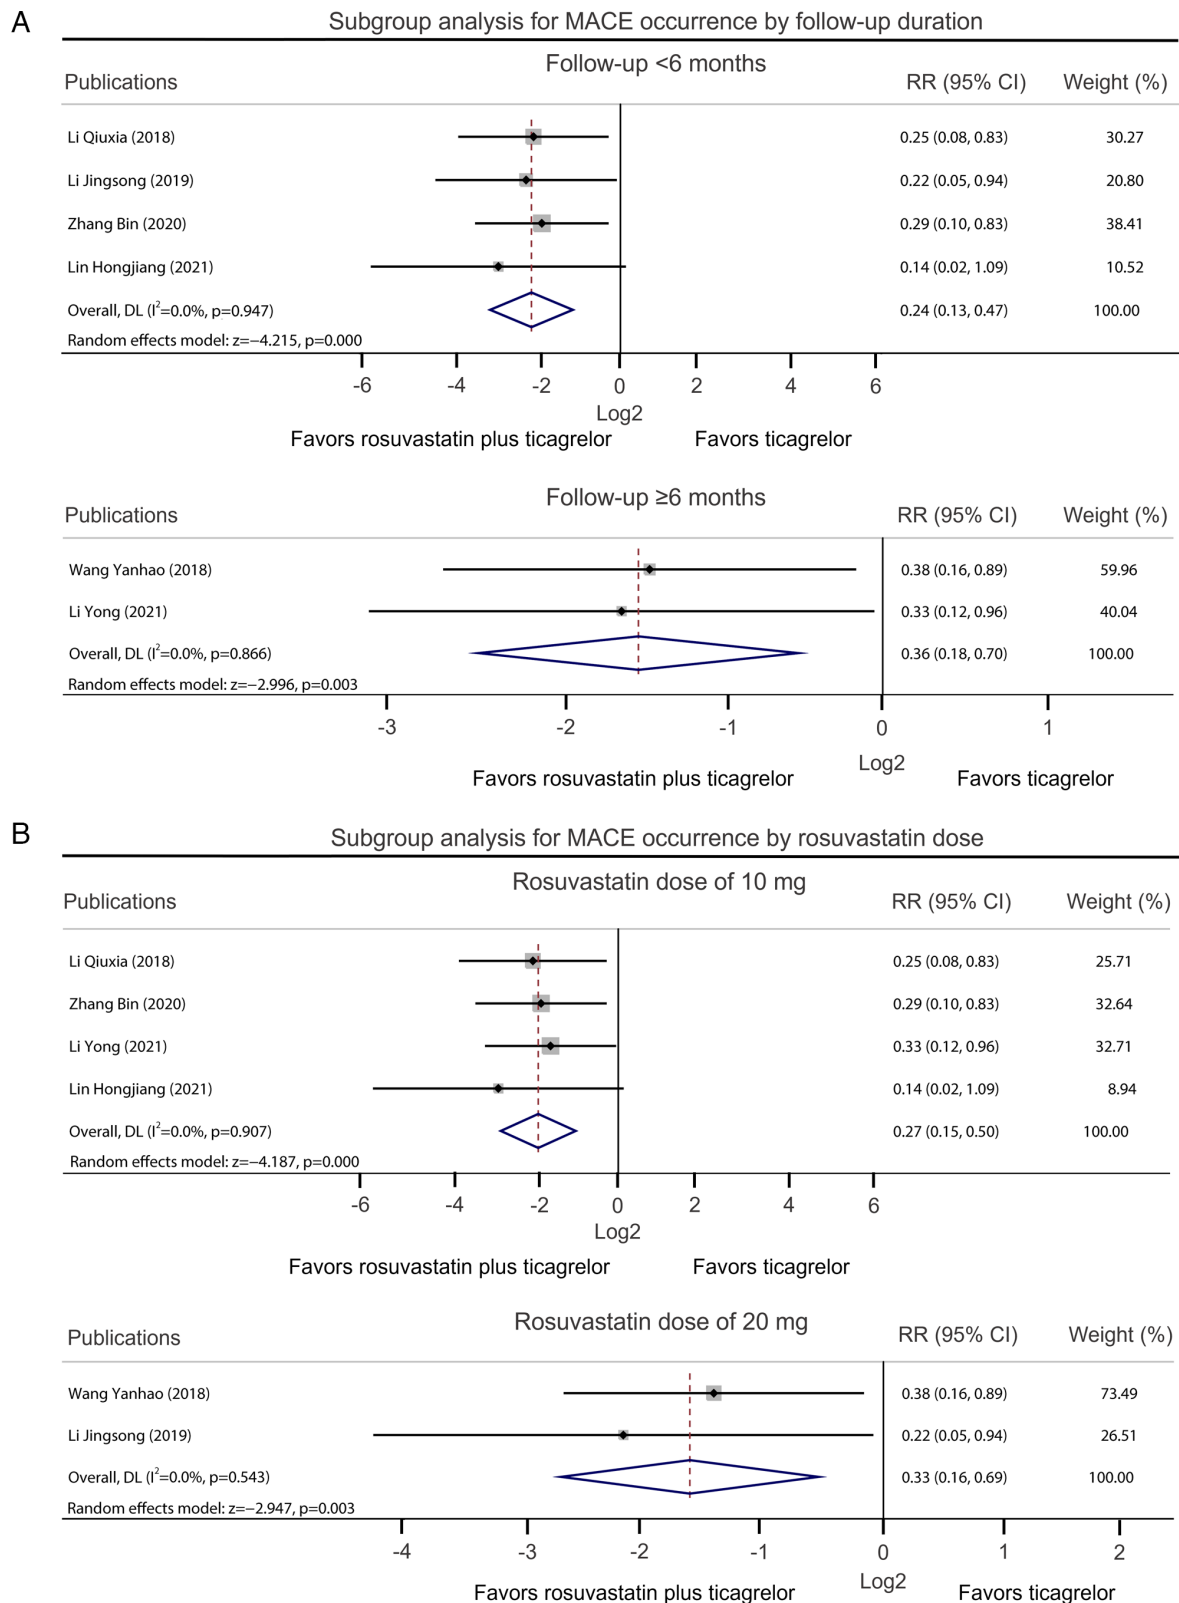 A
Subgroup analysis for MACE occurrence by follow-up duration
Follow-up <6 months
Publications RR (95% CI) Weight (%)
Li Qiuxia (2018) 0.25 (0.08, 0.83) 30.27
Li Jingsong (2019) 0.22 (0.05, 0.94) 20.80
Zhang Bin (2020) 0.29 (0.10, 0.83) 38.41
Lin Hongjiang (2021) 0.14 (0.02, 1.09) 10.52
Overall, DL (I²=0.0%, p=0.947) 0.24 (0.13, 0.47) 100.00
Random effects model: z=−4.215, p=0.000
-6 -4 -2 0 2 4 6
Log2
Favors rosuvastatin plus ticagrelor Favors ticagrelor
Follow-up ≥6 months
Publications RR (95% CI) Weight (%)
Wang Yanhao (2018) 0.38 (0.16, 0.89) 59.96
Li Yong (2021) 0.33 (0.12, 0.96) 40.04
Overall, DL (I²=0.0%, p=0.866) 0.36 (0.18, 0.70) 100.00
Random effects model: z=−2.996, p=0.003
-3 -2 -1 0 1
Log2
Favors rosuvastatin plus ticagrelor Favors ticagrelor
B
Subgroup analysis for MACE occurrence by rosuvastatin dose
Rosuvastatin dose of 10 mg
Publications RR (95% CI) Weight (%)
Li Qiuxia (2018) 0.25 (0.08, 0.83) 25.71
Zhang Bin (2020) 0.29 (0.10, 0.83) 32.64
Li Yong (2021) 0.33 (0.12, 0.96) 32.71
Lin Hongjiang (2021) 0.14 (0.02, 1.09) 8.94
Overall, DL (I²=0.0%, p=0.907) 0.27 (0.15, 0.50) 100.00
Random effects model: z=−4.187, p=0.000
-6 -4 -2 0 2 4 6
Log2
Favors rosuvastatin plus ticagrelor Favors ticagrelor
Rosuvastatin dose of 20 mg
Publications RR (95% CI) Weight (%)
Wang Yanhao (2018) 0.38 (0.16, 0.89) 73.49
Li Jingsong (2019) 0.22 (0.05, 0.94) 26.51
Overall, DL (I²=0.0%, p=0.543) 0.33 (0.16, 0.69) 100.00
Random effects model: z=−2.947, p=0.003
-4 -3 -2 -1 0 1 2
Log2
Favors rosuvastatin plus ticagrelor Favors ticagrelor